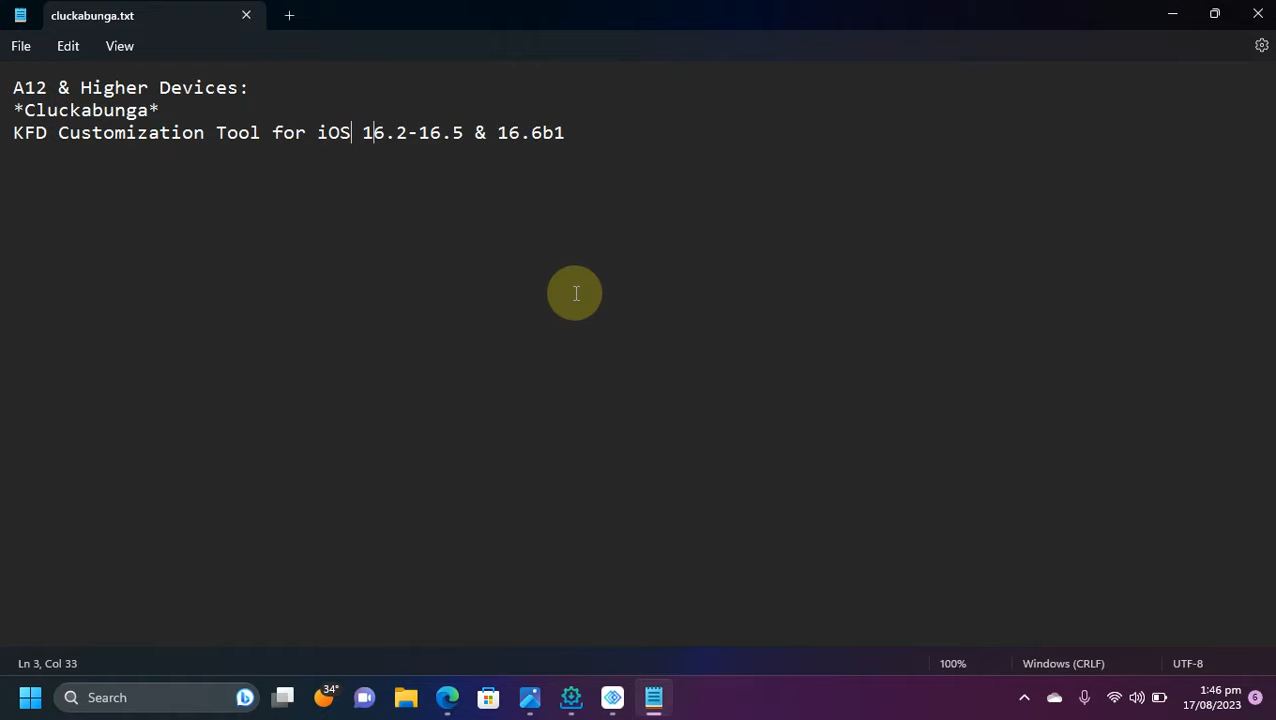 cluckabunga.txt
File Edit View
A12 & Higher Devices:
*Cluckabunga*
KFD Customization Tool for iOS 16.2-16.5 & 16.6b1
Ln 3, Col 33 100% Windows (CRLF) UTF-8
Search 34° 1:46 pm 6
17/08/2023